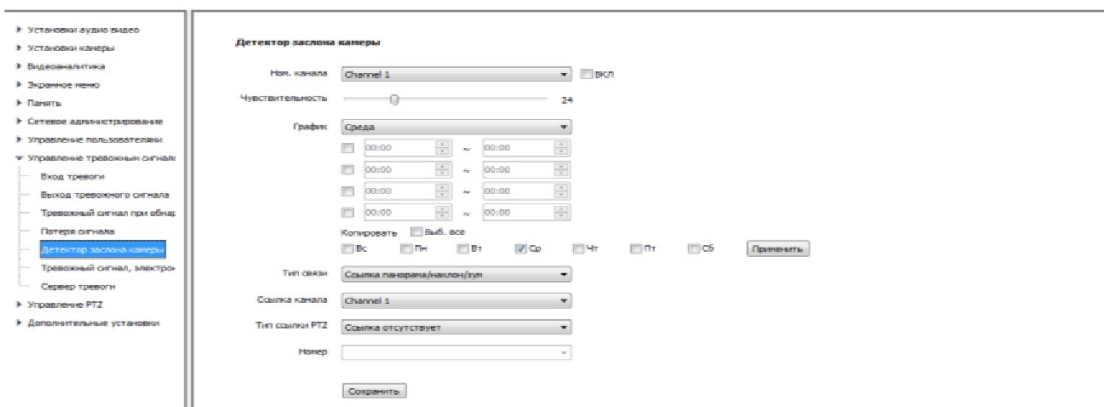 Установки аудио видео
Установки камеры
Видеоаналитика
Экранное меню
Память
Сетевое администрирование
Управление пользователями
Управление тревожным сигнал
Вход тревоги
Выход тревожного сигнала
Тревожный сигнал при обнар
Потеря сигнала
Детектор заслона камеры
Тревожный сигнал, электрон
Сервер тревоги
Управление PTZ
Дополнительные установки
Детектор заслона камеры
Ном. канала Channel 1 ВКЛ
Чувствительность 24
График Среда
00:00 ~ 00:00
00:00 ~ 00:00
00:00 ~ 00:00
00:00 ~ 00:00
Копировать Выб. все
Вс Пн Вт Ср Чт Пт Сб Применить
Тип связи Ссылка панорама/наклон/зум
Ссылка канала Channel 1
Тип ссылки PTZ Ссылка отсутствует
Номер
Сохранить